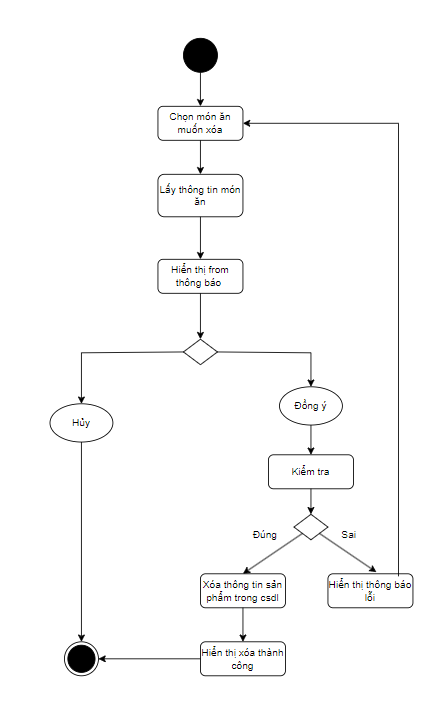 Chọn món ăn
muốn xóa
Lấy thông tin món
ăn
Hiển thị from
thông báo
Hủy
Đồng ý
Kiểm tra
Đúng
Sai
Xóa thông tin sản
phẩm trong csdl
Hiển thị thông báo
lỗi
Hiển thị xóa thành
công